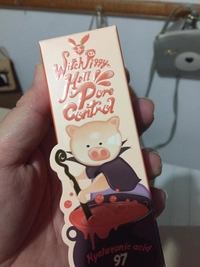 Witch Piggy
Hell
Pore
Control
Hyaluronic acid
97